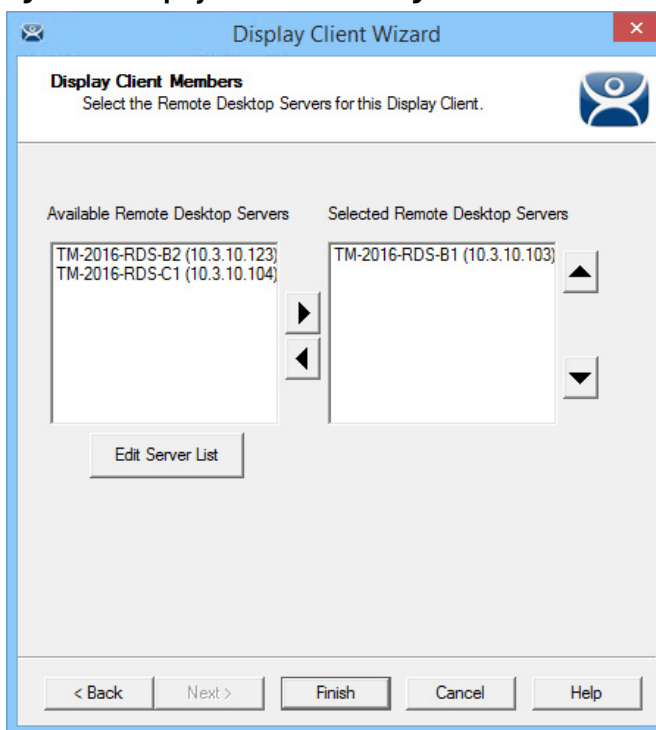 Display Client Wizard
Display Client Members
Select the Remote Desktop Servers for this Display Client.
Available Remote Desktop Servers
Selected Remote Desktop Servers
TM-2016-RDS-B2 (10.3.10.123)
TM-2016-RDS-C1 (10.3.10.104)
TM-2016-RDS-B1 (10.3.10.103)
Edit Server List
< Back
Next >
Finish
Cancel
Help